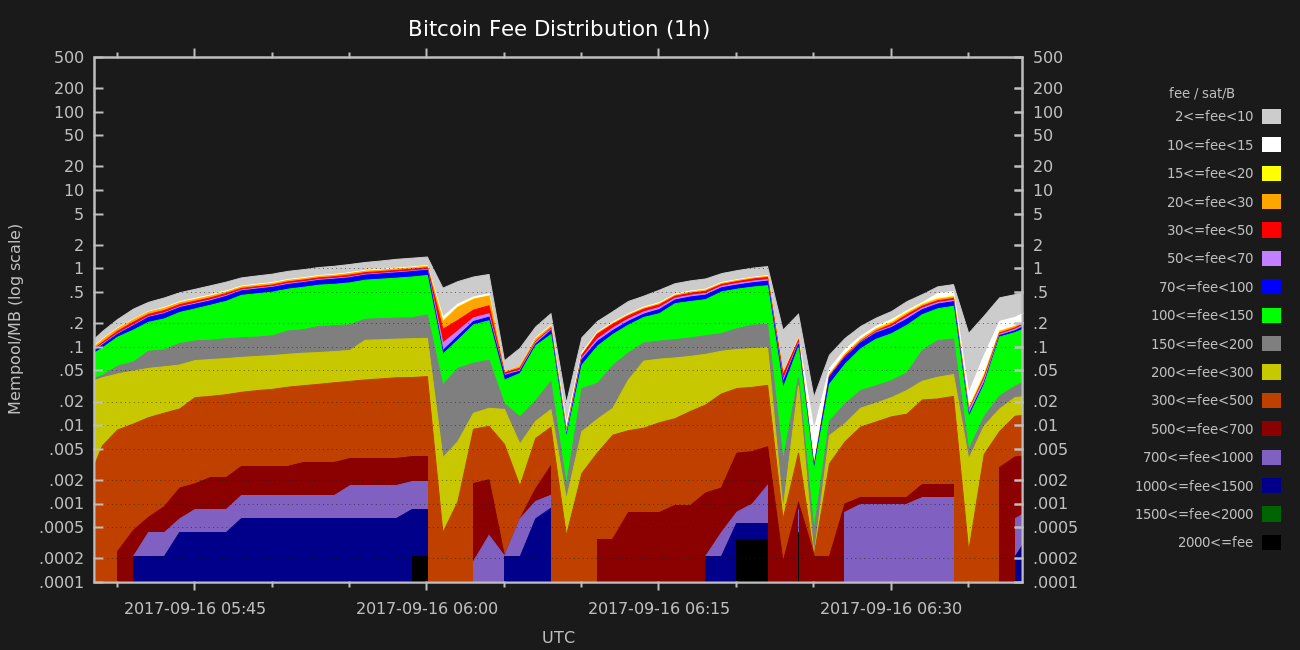 Bitcoin Fee Distribution (1h)
500 500
200 200
100 100
50 50
20 20
10 10
5 5
2 2
1 1
.5 .5
.2 .2
.1 .1
.05 .05
.02 .02
.01 .01
.005 .005
.002 .002
.001 .001
.0005 .0005
.0002 .0002
.0001 .0001
Mempool/MB (log scale)
2017-09-16 05:45 2017-09-16 06:00 2017-09-16 06:15 2017-09-16 06:30
UTC
fee / sat/B
2<=fee<10
10<=fee<15
15<=fee<20
20<=fee<30
30<=fee<50
50<=fee<70
70<=fee<100
100<=fee<150
150<=fee<200
200<=fee<300
300<=fee<500
500<=fee<700
700<=fee<1000
1000<=fee<1500
1500<=fee<2000
2000<=fee